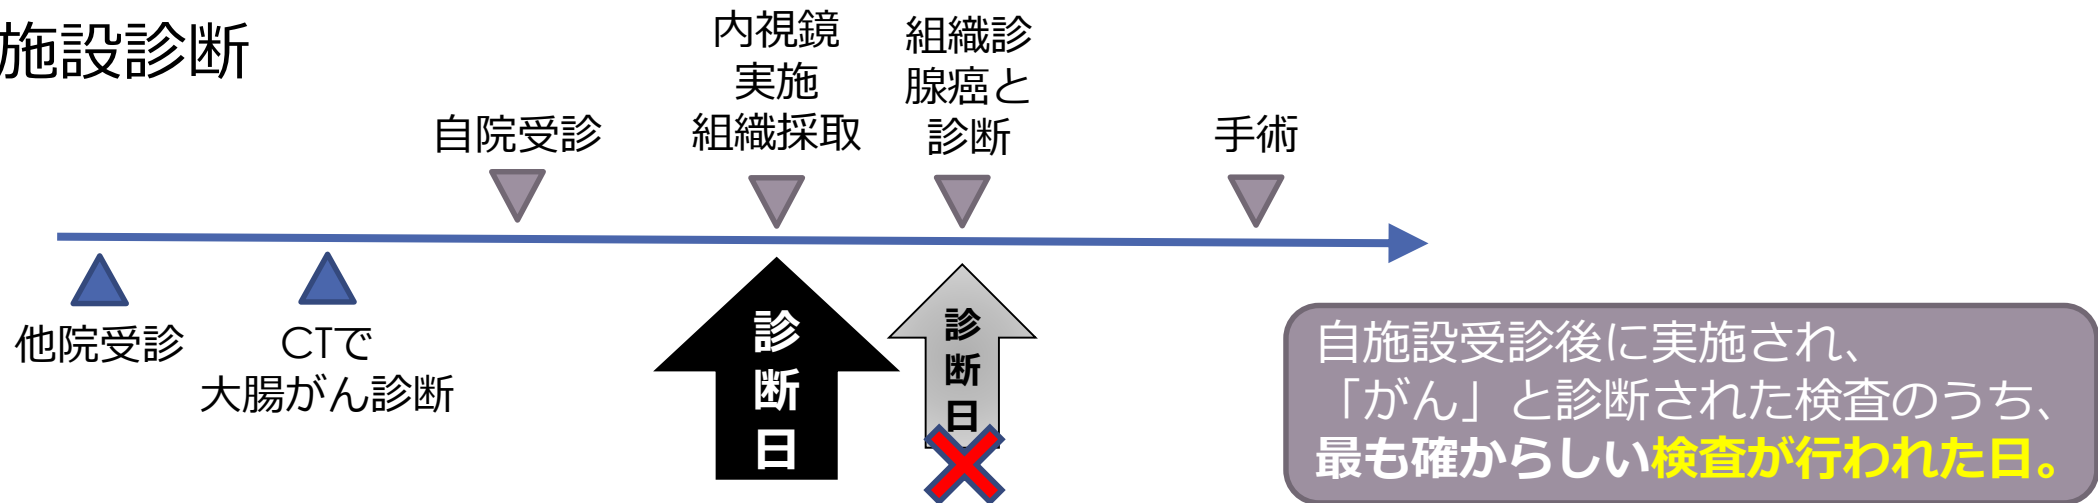 施設診断
内視鏡
実施
組織採取
組織診
腺癌と
診断
自院受診
手術
他院受診
CTで
大腸がん診断
診断日
診断日
自施設受診後に実施され、
「がん」と診断された検査のうち、
最も確からしい検査が行われた日。